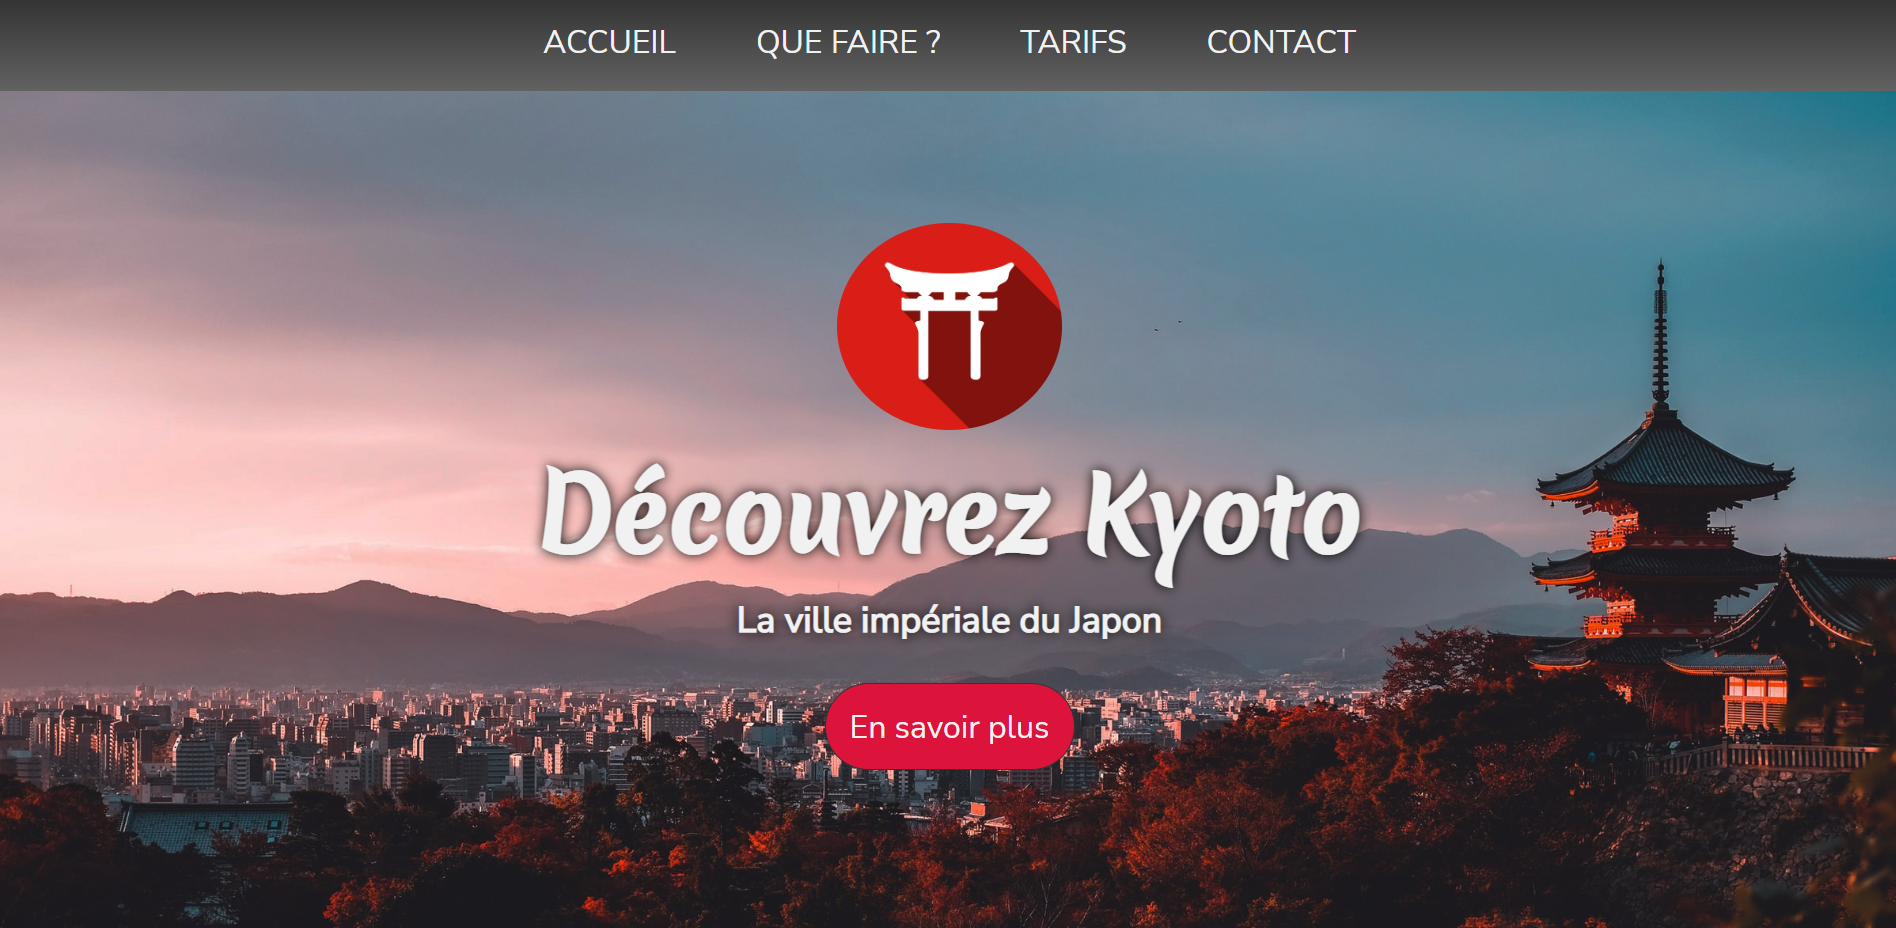 ACCUEIL QUE FAIRE ? TARIFS CONTACT
Découvrez Kyoto
La ville impériale du Japon
En savoir plus